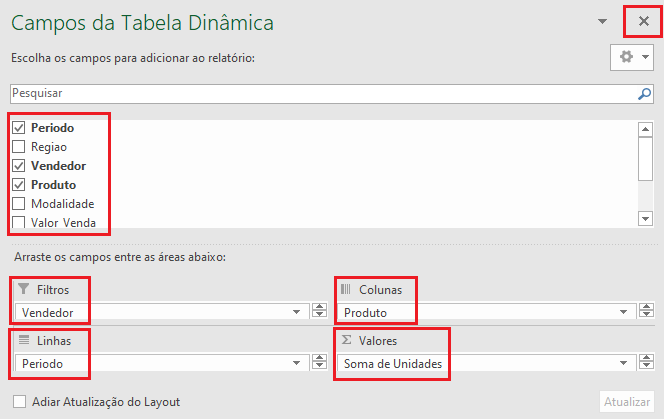 Campos da Tabela Dinâmica
Escolha os campos para adicionar ao relatório:
Pesquisar
Periodo
Regiao
Vendedor
Produto
Modalidade
Valor Venda
Arraste os campos entre as áreas abaixo:
Filtros
Colunas
Vendedor
Produto
Linhas
Σ Valores
Periodo
Soma de Unidades
Adiar Atualização do Layout
Atualizar